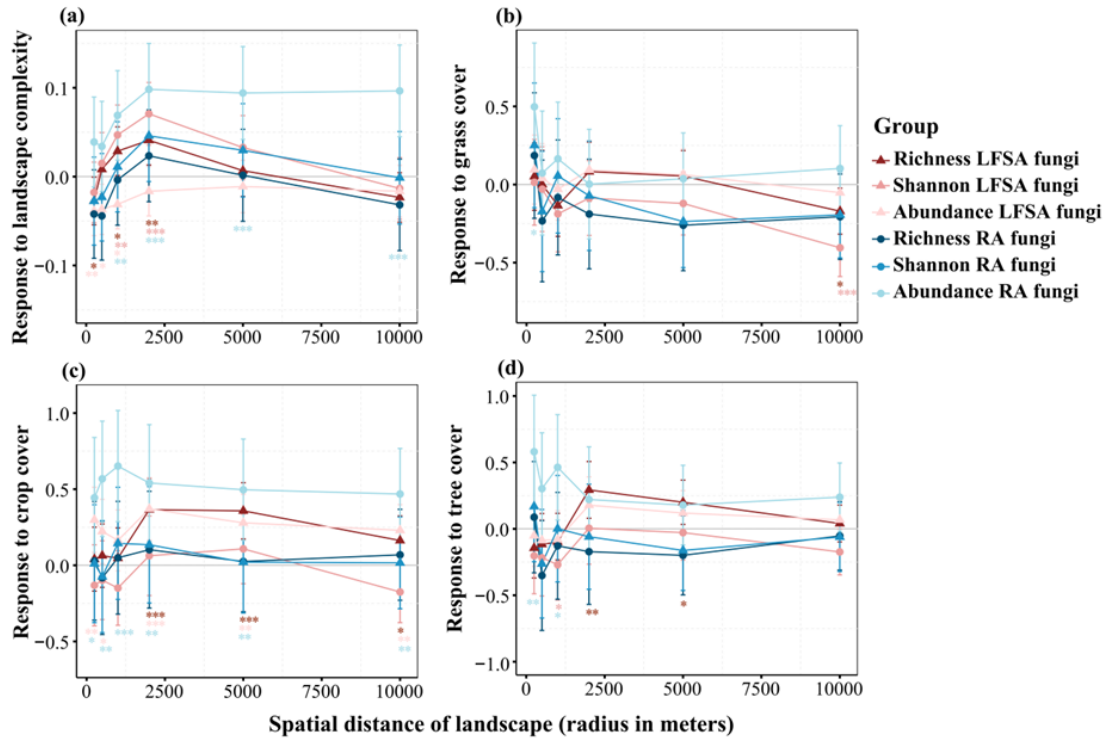 (a)
(b)
Response to landscape complexity
0.1
0.0
−0.1
0
2500
5000
7500
10000
Response to grass cover
0.5
0.0
−0.5
0
2500
5000
7500
10000
Group
Richness LFSA fungi
Shannon LFSA fungi
Abundance LFSA fungi
Richness RA fungi
Shannon RA fungi
Abundance RA fungi
(c)
(d)
Response to crop cover
1.0
0.5
0.0
−0.5
0
2500
5000
7500
10000
Response to tree cover
1.0
0.5
0.0
−0.5
−1.0
0
2500
5000
7500
10000
Spatial distance of landscape (radius in meters)